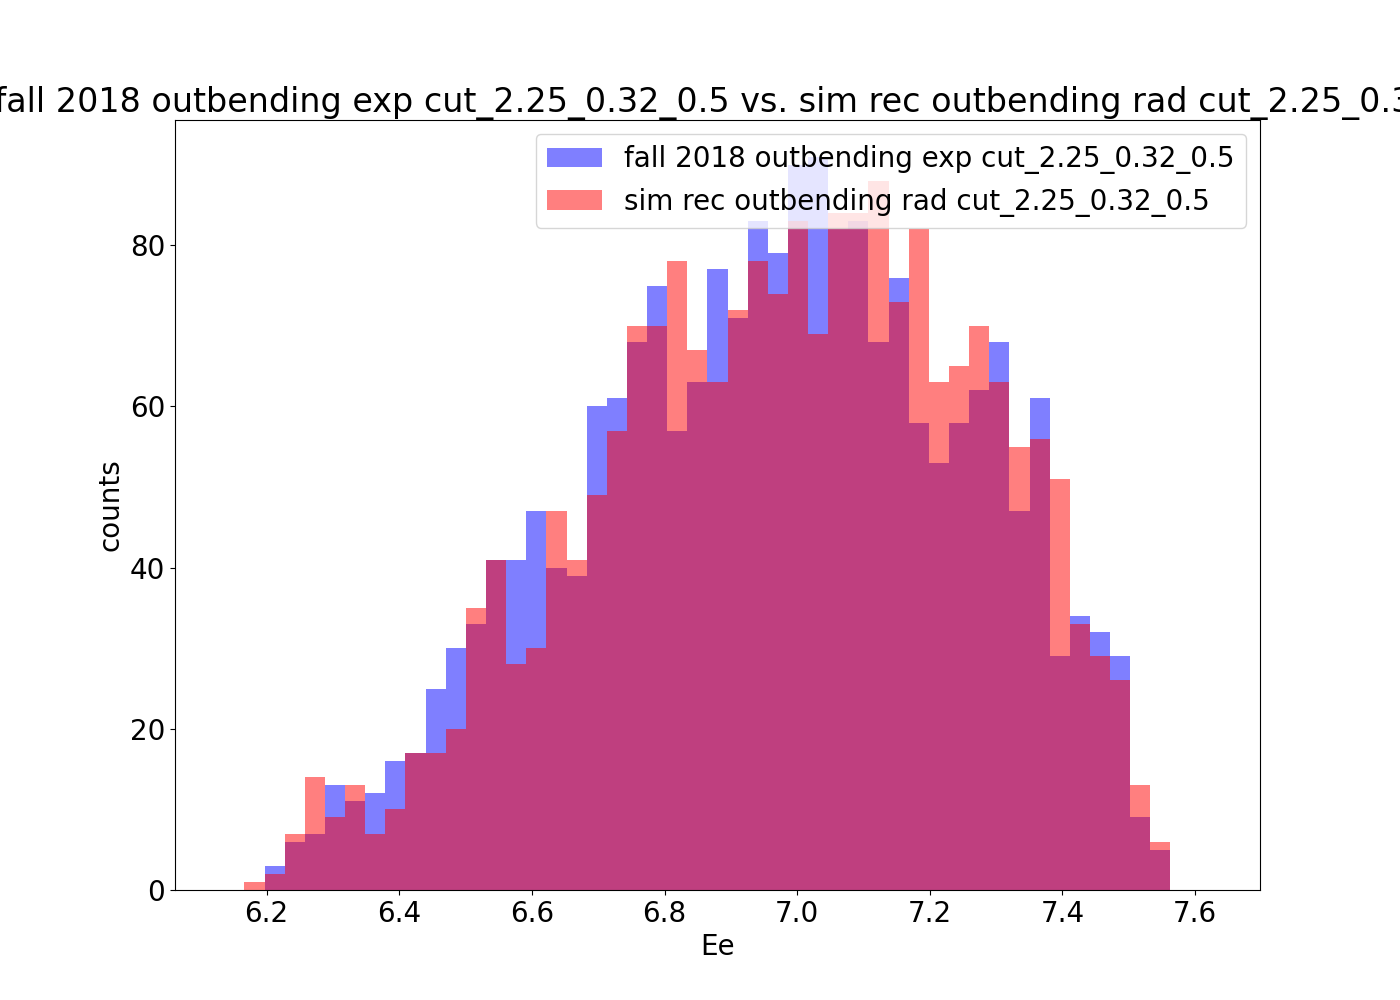 fall 2018 outbending exp cut_2.25_0.32_0.5 vs. sim rec outbending rad cut_2.25_0.3
fall 2018 outbending exp cut_2.25_0.32_0.5
sim rec outbending rad cut_2.25_0.32_0.5
80
60
40
20
0
counts
6.2 6.4 6.6 6.8 7.0 7.2 7.4 7.6
Ee